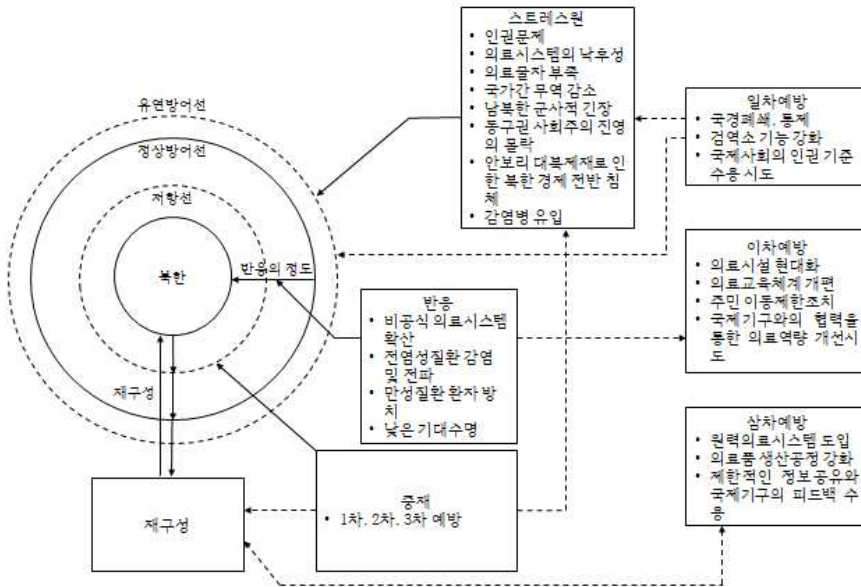 유연방어선
정상방어선
저항선
북한
반응의 정도
재구성
재구성
스트레스원
• 인권문제
• 의료시스템의 낙후성
• 의료물자 부족
• 국가간 무역 감소
• 남북한 군사적 긴장
• 동구권 사회주의 진영
의 몰락
• 안보리 대북제재로 인
한 북한 경제 전반 침
체
• 감염병 유입
반응
• 비공식 의료시스템
확산
• 전염성질환 감염
및 전파
• 만성질환 환자 방
치
• 낮은 기대수명
중재
• 1차, 2차, 3차 예방
일차예방
• 국경폐쇄, 통제
• 검역소 기능 강화
• 국제사회의 인권 기준
수용 시도
이차예방
• 의료시설 현대화
• 의료교육체계 개편
• 주민 이동제한조치
• 국제기구와의 협력을
통한 의료역량 개선시
도
삼차예방
• 원력의료시스템 도입
• 의료품 생산공정 강화
• 제한적인 정보공유와
국제기구의 피드백 수
용